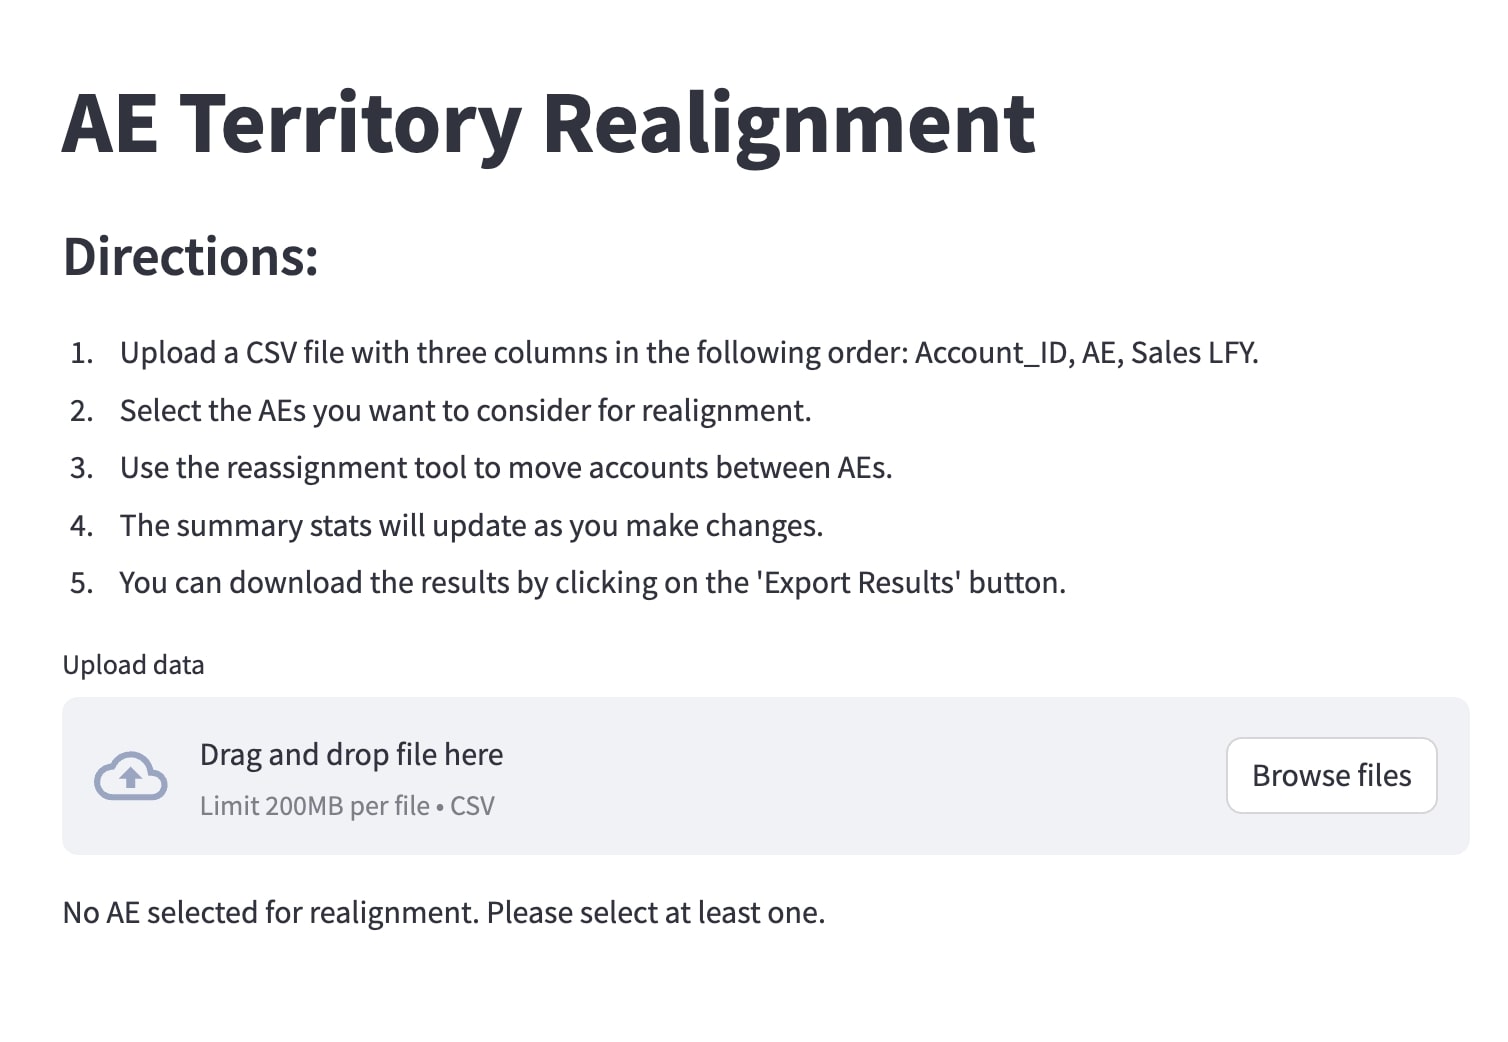 AE Territory Realignment
Directions:
1. Upload a CSV file with three columns in the following order: Account_ID, AE, Sales LFY.
2. Select the AEs you want to consider for realignment.
3. Use the reassignment tool to move accounts between AEs.
4. The summary stats will update as you make changes.
5. You can download the results by clicking on the 'Export Results' button.
Upload data
Drag and drop file here
Limit 200MB per file • CSV
Browse files
No AE selected for realignment. Please select at least one.